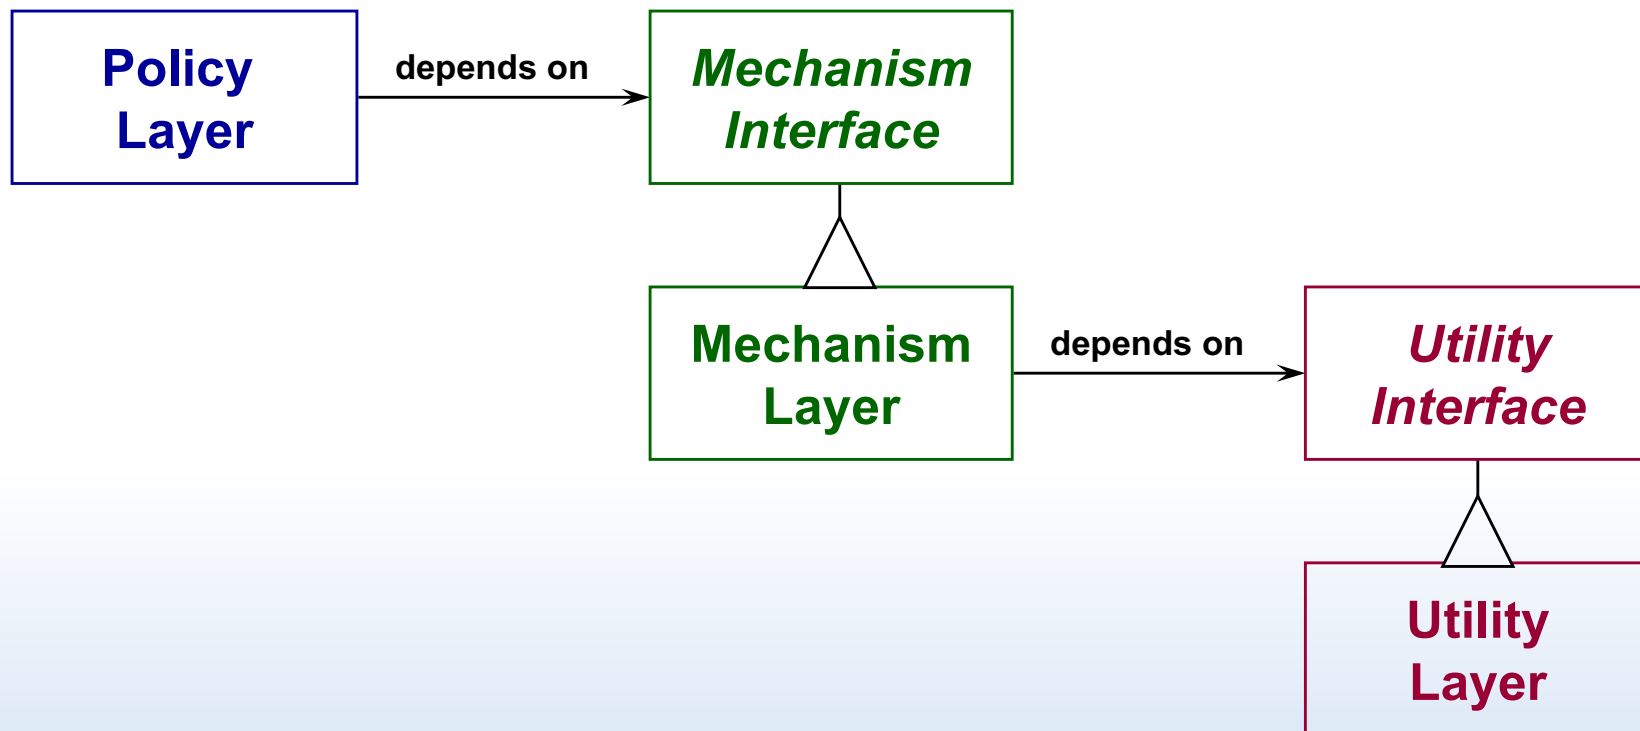 Policy
Layer
depends on
Mechanism
Interface
Mechanism
Layer
depends on
Utility
Interface
Utility
Layer